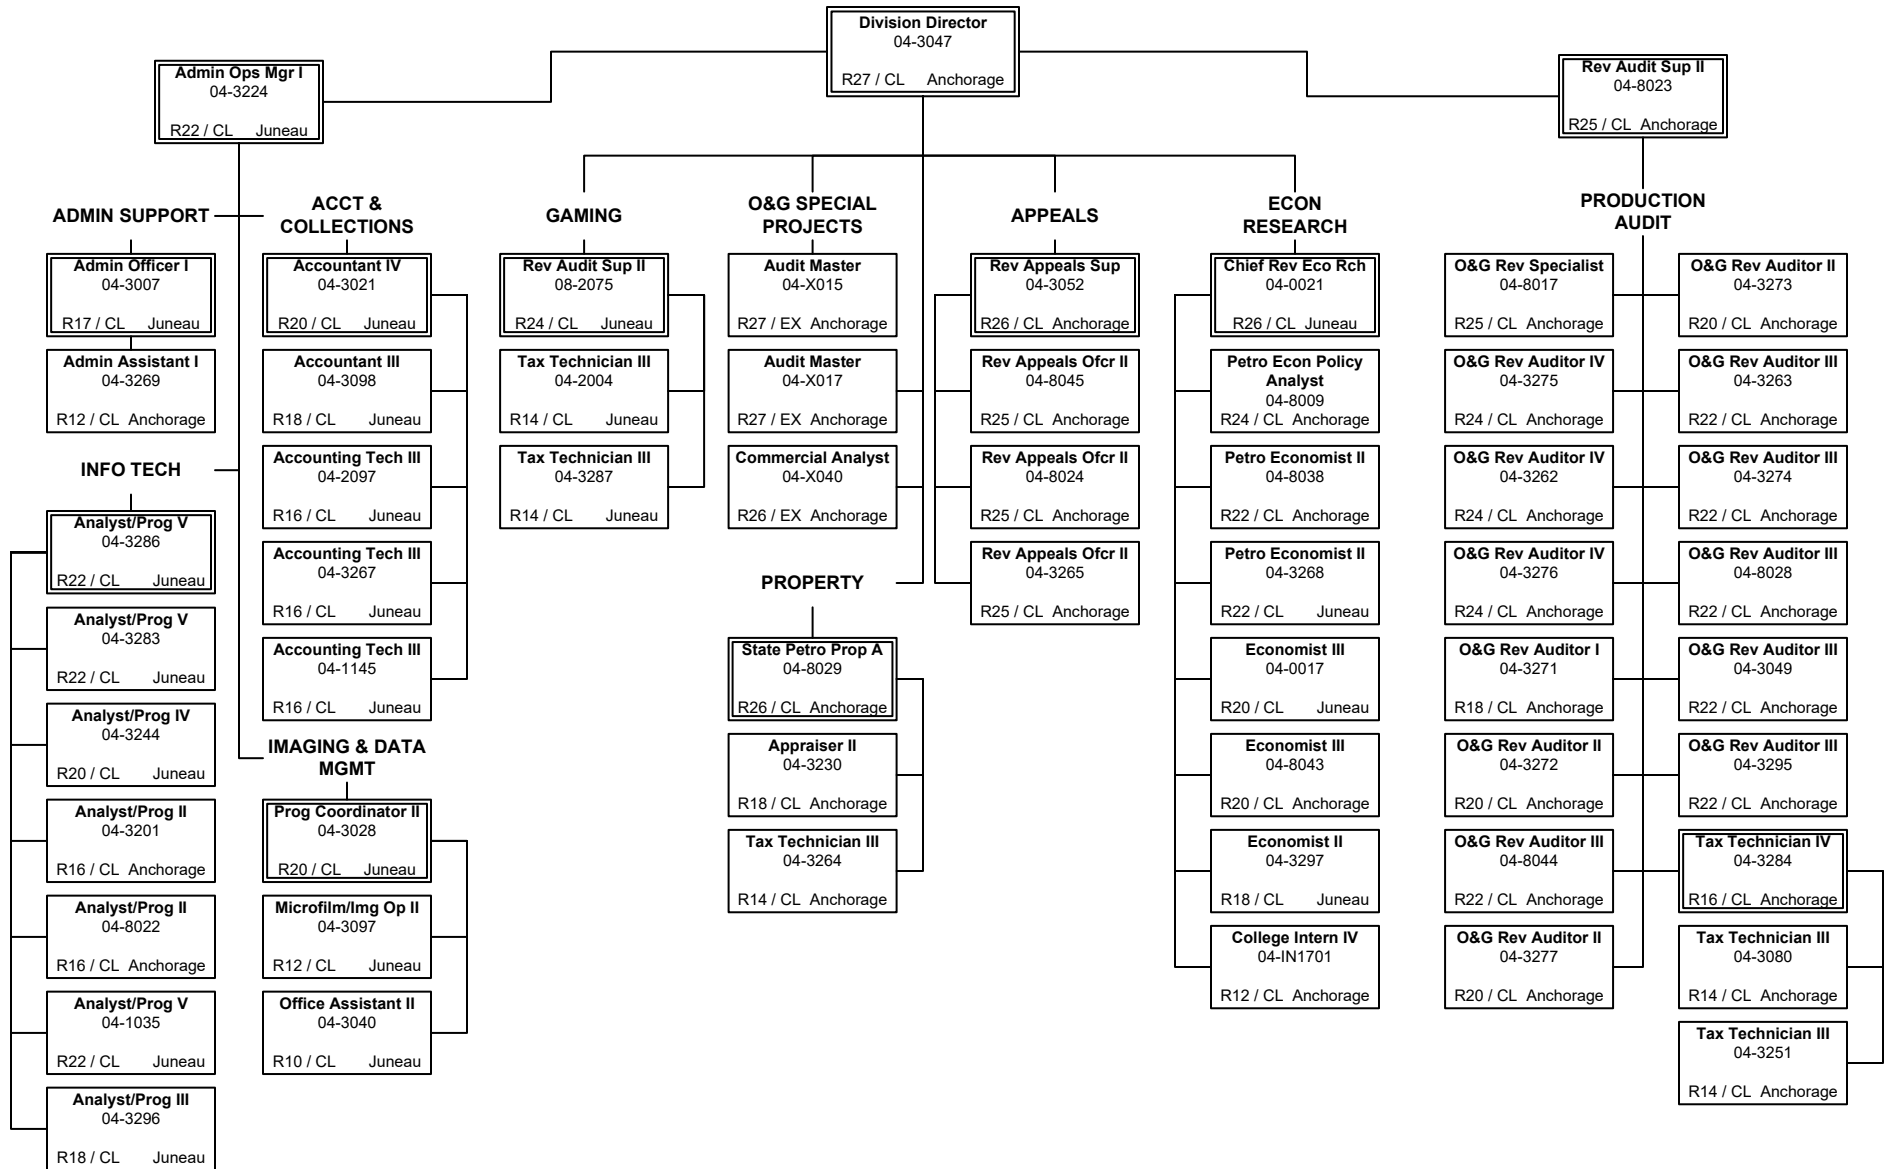 Division Director
04-3047
R27 / CL Anchorage
Admin Ops Mgr I
04-3224
R22 / CL Juneau
Rev Audit Sup II
04-8023
R25 / CL Anchorage
ADMIN SUPPORT
Admin Officer I
04-3007
R17 / CL Juneau
Admin Assistant I
04-3269
R12 / CL Anchorage
INFO TECH
Analyst/Prog V
04-3286
R22 / CL Juneau
Analyst/Prog V
04-3283
R22 / CL Juneau
Analyst/Prog IV
04-3244
R20 / CL Juneau
Analyst/Prog II
04-3201
R16 / CL Anchorage
Analyst/Prog II
04-8022
R16 / CL Anchorage
Analyst/Prog V
04-1035
R22 / CL Juneau
Analyst/Prog III
04-3296
R18 / CL Juneau
ACCT &
COLLECTIONS
Accountant IV
04-3021
R20 / CL Juneau
Accountant III
04-3098
R18 / CL Juneau
Accounting Tech III
04-2097
R16 / CL Juneau
Accounting Tech III
04-3267
R16 / CL Juneau
Accounting Tech III
04-1145
R16 / CL Juneau
IMAGING & DATA
MGMT
Prog Coordinator II
04-3028
R20 / CL Juneau
Microfilm/Img Op II
04-3097
R12 / CL Juneau
Office Assistant II
04-3040
R10 / CL Juneau
GAMING
Rev Audit Sup II
08-2075
R24 / CL Juneau
Tax Technician III
04-2004
R14 / CL Juneau
Tax Technician III
04-3287
R14 / CL Juneau
O&G SPECIAL
PROJECTS
Audit Master
04-X015
R27 / EX Anchorage
Audit Master
04-X017
R27 / EX Anchorage
Commercial Analyst
04-X040
R26 / EX Anchorage
PROPERTY
State Petro Prop A
04-8029
R26 / CL Anchorage
Appraiser II
04-3230
R18 / CL Anchorage
Tax Technician III
04-3264
R14 / CL Anchorage
APPEALS
Rev Appeals Sup
04-3052
R26 / CL Anchorage
Rev Appeals Ofcr II
04-8045
R25 / CL Anchorage
Rev Appeals Ofcr II
04-8024
R25 / CL Anchorage
Rev Appeals Ofcr II
04-3265
R25 / CL Anchorage
ECON
RESEARCH
Chief Rev Eco Rch
04-0021
R26 / CL Juneau
Petro Econ Policy
Analyst
04-8009
R24 / CL Anchorage
Petro Economist II
04-8038
R22 / CL Anchorage
Petro Economist II
04-3268
R22 / CL Juneau
Economist III
04-0017
R20 / CL Juneau
Economist III
04-8043
R20 / CL Anchorage
Economist II
04-3297
R18 / CL Juneau
College Intern IV
04-IN1701
R12 / CL Anchorage
PRODUCTION
AUDIT
O&G Rev Specialist
04-8017
R25 / CL Anchorage
O&G Rev Auditor IV
04-3275
R24 / CL Anchorage
O&G Rev Auditor IV
04-3262
R24 / CL Anchorage
O&G Rev Auditor IV
04-3276
R24 / CL Anchorage
O&G Rev Auditor I
04-3271
R18 / CL Anchorage
O&G Rev Auditor II
04-3272
R20 / CL Anchorage
O&G Rev Auditor III
04-8044
R22 / CL Anchorage
O&G Rev Auditor II
04-3277
R20 / CL Anchorage
O&G Rev Auditor II
04-3273
R20 / CL Anchorage
O&G Rev Auditor III
04-3263
R22 / CL Anchorage
O&G Rev Auditor III
04-3274
R22 / CL Anchorage
O&G Rev Auditor III
04-8028
R22 / CL Anchorage
O&G Rev Auditor III
04-3049
R22 / CL Anchorage
O&G Rev Auditor III
04-3295
R22 / CL Anchorage
Tax Technician IV
04-3284
R16 / CL Anchorage
Tax Technician III
04-3080
R14 / CL Anchorage
Tax Technician III
04-3251
R14 / CL Anchorage